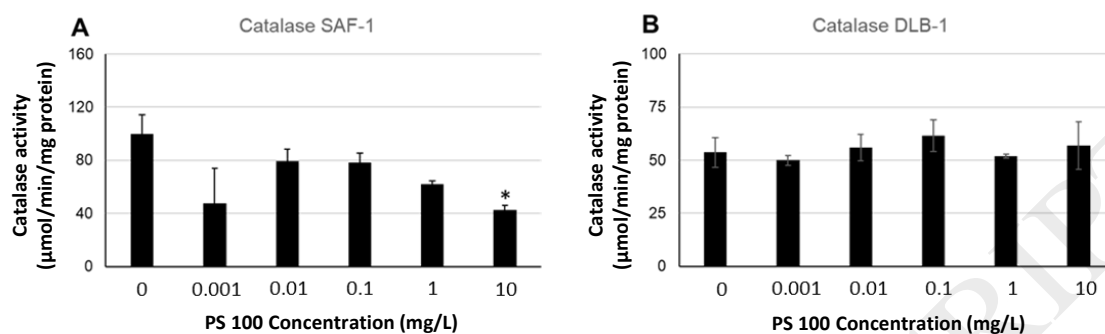 A
Catalase SAF-1
Catalase activity
(μmol/min/mg protein)
160
120
80
40
0
*
0 0.001 0.01 0.1 1 10
PS 100 Concentration (mg/L)
B
Catalase DLB-1
Catalase activity
(μmol/min/mg protein)
100
75
50
25
0
0 0.001 0.01 0.1 1 10
PS 100 Concentration (mg/L)
RIPT